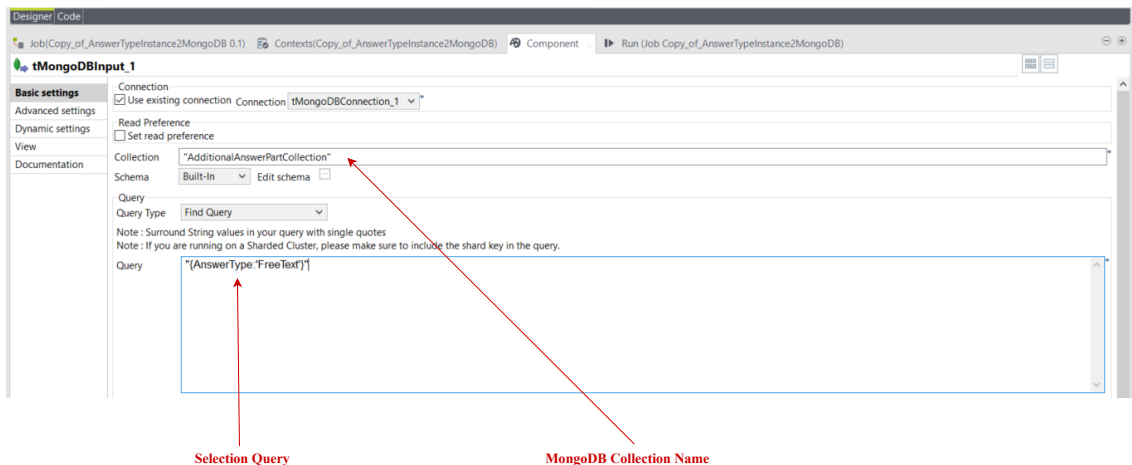 Designer Code
Job(Copy_of_AnswerTypeInstance2MongoDB 0.1) Contexts(Copy_of_AnswerTypeInstance2MongoDB) Component Run (Job Copy_of_AnswerTypeInstance2MongoDB)
tMongoDBInput_1
Basic settings
Advanced settings
Dynamic settings
View
Documentation
Connection
Use existing connection Connection tMongoDBConnection_1 *
Read Preference
Set read preference
Collection "AdditionalAnswerPartCollection" *
Schema Built-In Edit schema
Query
Query Type Find Query
Note : Surround String values in your query with single quotes
Note : If you are running on a Sharded Cluster, please make sure to include the shard key in the query.
Query "{AnswerType:'FreeText'}" *
Selection Query MongoDB Collection Name